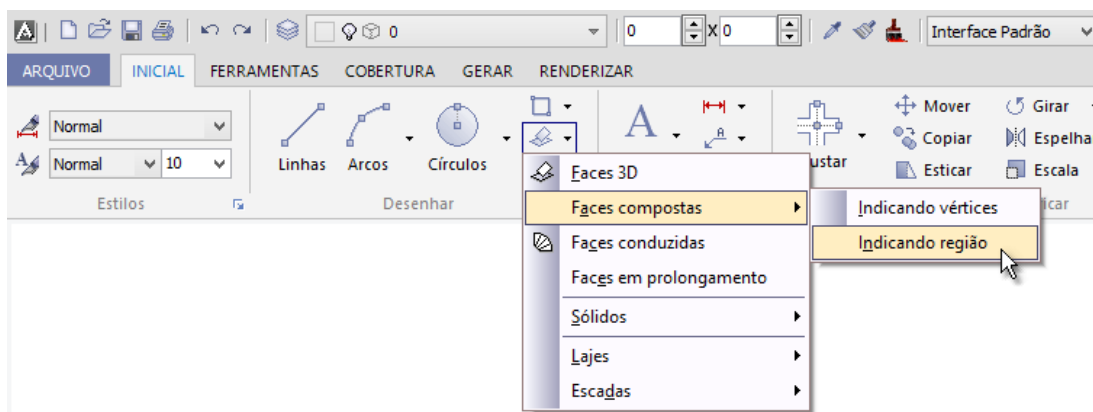 0 0 X 0 Interface Padrão
ARQUIVO INICIAL FERRAMENTAS COBERTURA GERAR RENDERIZAR
Normal Mover Girar
A Copiar Espelha
Normal 10 Linhas Arcos Círculos ustar Esticar Escala
Estilos Desenhar icar
Faces 3D
Faces compostas
Indicando vértices
Faces conduzidas
Indicando região
Faces em prolongamento
Sólidos
Lajes
Escadas